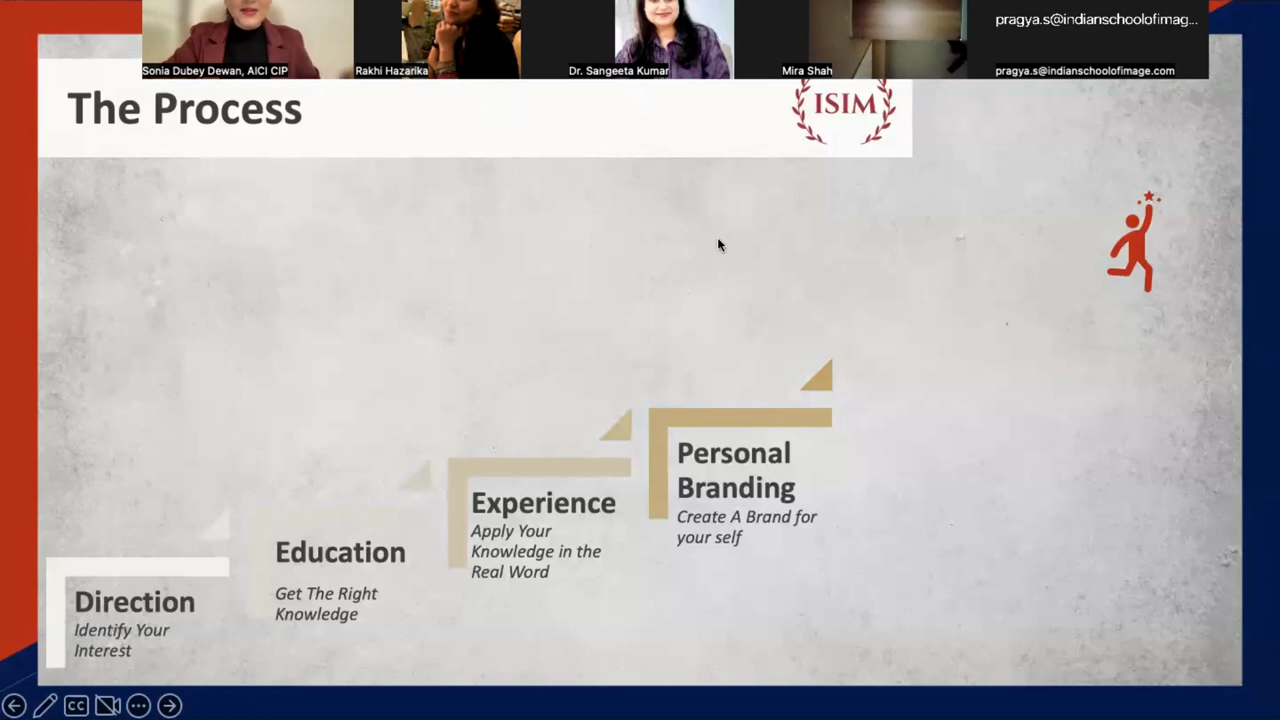 pragya.s@indianschoolofimag...
Sonia Dubey Dewan, AICI CIP
Rakhi Hazarika
Dr. Sangeeta Kumar
Mira Shah
pragya.s@indianschoolofimage.com
The Process
ISIM
Personal
Branding
Create A Brand for
your self
Experience
Apply Your
Knowledge in the
Real Word
Education
Get The Right
Knowledge
Direction
Identify Your
Interest
CC